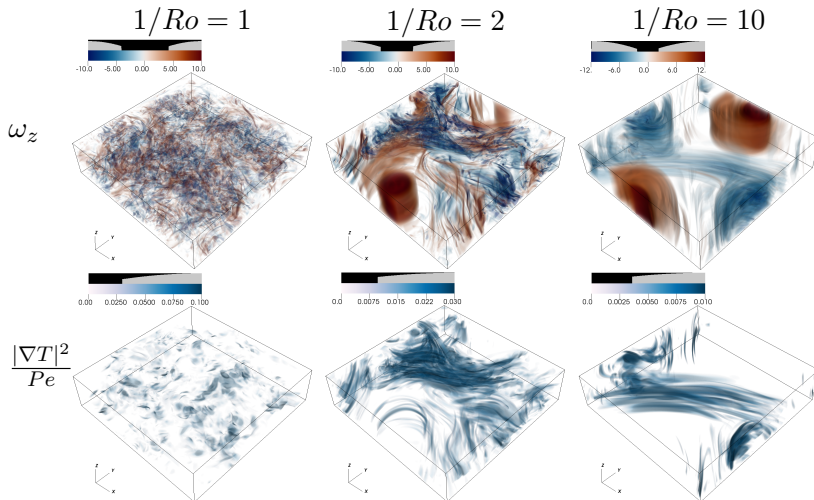 1/Ro = 1 1/Ro = 2 1/Ro = 10
-10.0 -5.00 0.00 5.00 10.0 -10.0 -5.00 0.00 5.00 10.0 -12. -6.0 0.0 6.0 12.
ω_z
z Y X z Y X z Y X
0.00 0.0250 0.0500 0.0750 0.100 0.0 0.0075 0.015 0.022 0.030 0.0 0.0025 0.005 0.0075 0.010
|∇T|²
Pe
z Y X z Y X z Y X